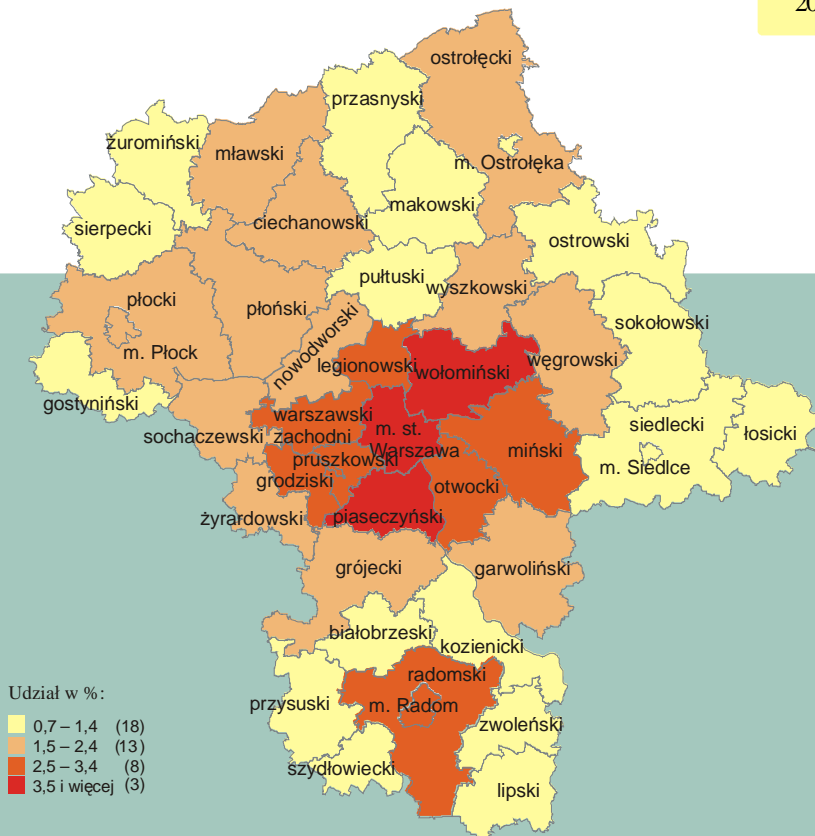 20
ostrołęcki
przasnyski
żuromiński
mławski
m. Ostrołęka
makowski
ciechanowski
sierpecki
ostrowski
pułtuski
wyszkowski
płocki
płoński
sokołowski
nowodworski
m. Płock
legionowski
wołomiński
węgrowski
gostyniński
warszawski
zachodni
sochaczewski
m. st.
Warszawa
siedlecki
łosicki
miński
pruszkowski
m. Siedlce
grodziski
otwocki
żyrardowski
piaseczyński
grójecki
garwoliński
białobrzeski
kozienicki
radomski
przysuski
m. Radom
zwoleński
szydłowiecki
lipski
Udział w %:
0,7 – 1,4 (18)
1,5 – 2,4 (13)
2,5 – 3,4 (8)
3,5 i więcej (3)